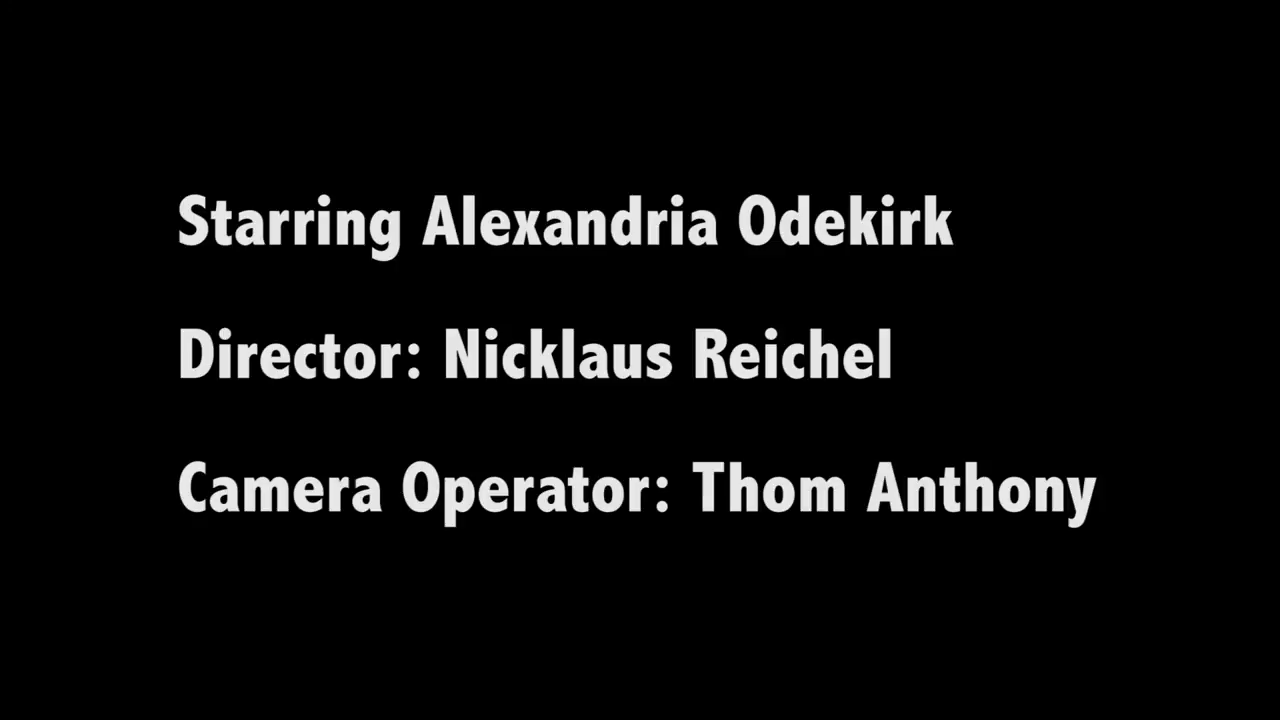 Starring Alexandria Odekirk
Director: Nicklaus Reichel
Camera Operator: Thom Anthony